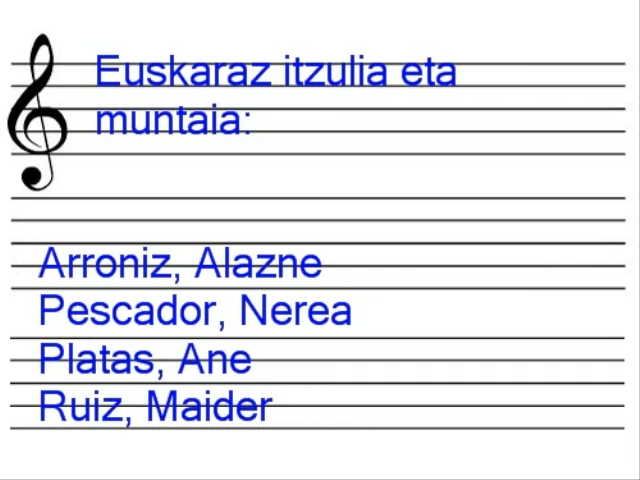 Euskaraz itzulia eta
muntaia:
Arroniz, Alazne
Pescador, Nerea
Platas, Ane
Ruiz, Maider